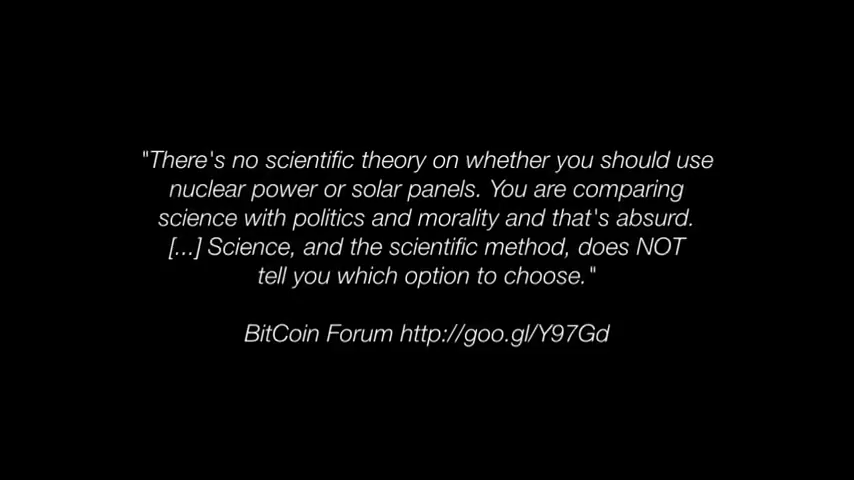 "There's no scientific theory on whether you should use
nuclear power or solar panels. You are comparing
science with politics and morality and that's absurd.
[...] Science, and the scientific method, does NOT
tell you which option to choose."
BitCoin Forum http://goo.gl/Y97Gd